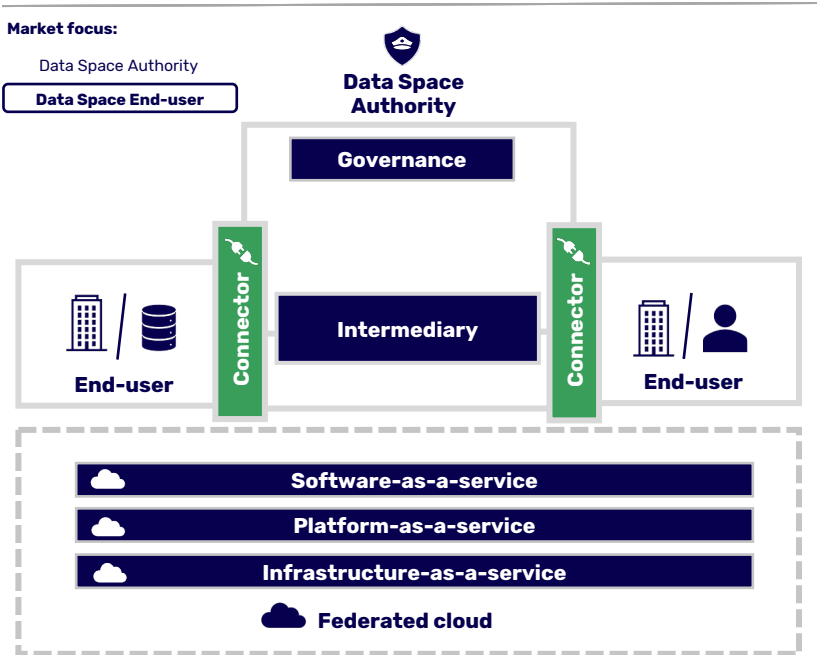 Market focus:
Data Space Authority
Data Space End-user
Data Space
Authority
Governance
Connector
Connector
Intermediary
End-user
End-user
Software-as-a-service
Platform-as-a-service
Infrastructure-as-a-service
Federated cloud